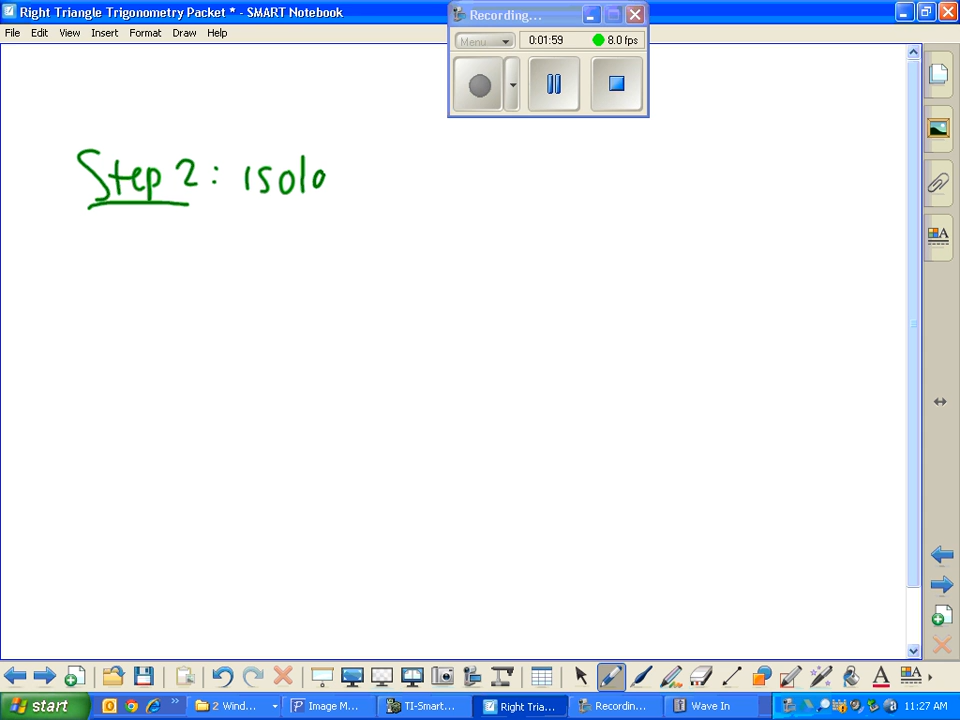 Right Triangle Trigonometry Packet * - SMART Notebook
File Edit View Insert Format Draw Help
Recording...
Menu 0:01:59 8.0 fps
Step 2: isola
start
2 Wind... Image M... TI-Smart... Right Tria... Recordin... Wave In
11:27 AM